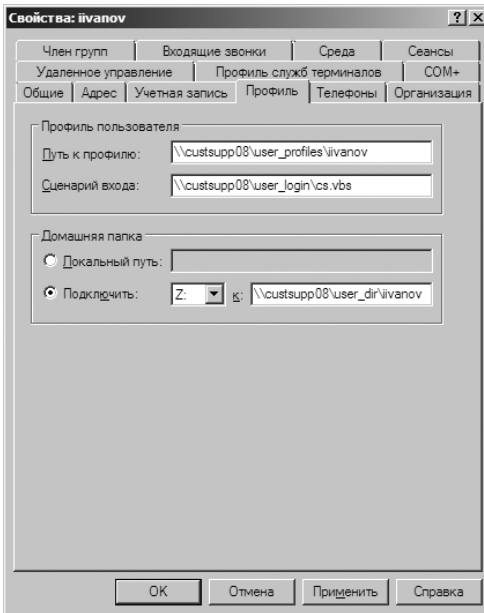 Свойства: iivanov
Член групп Входящие звонки Среда Сеансы
Удаленное управление Профиль служб терминалов COM+
Общие Адрес Учетная запись Профиль Телефоны Организация
Профиль пользователя
Путь к профилю: \\custsupp08\user_profiles\iivanov
Сценарий входа: \\custsupp08\user_login\cs.vbs
Домашняя папка
Локальный путь:
Подключить: Z: к: \\custsupp08\user_dir\iivanov
OK Отмена Применить Справка